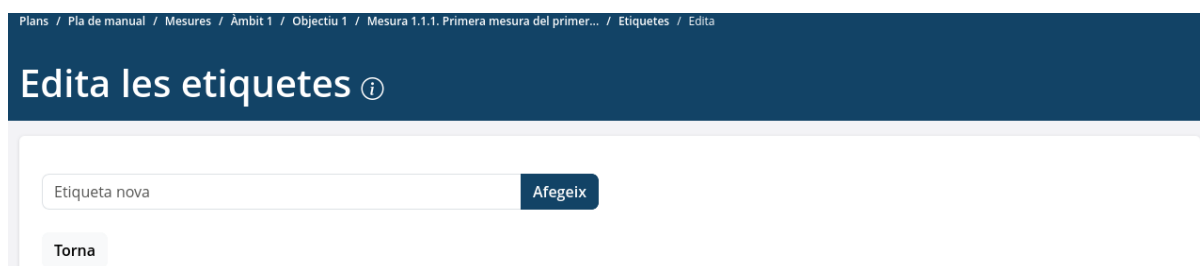 Plans / Pla de manual / Mesures / Àmbit 1 / Objectiu 1 / Mesura 1.1.1. Primera mesura del primer... / Etiquetes / Edita
Edita les etiquetes i
Etiqueta nova
Afegeix
Torna